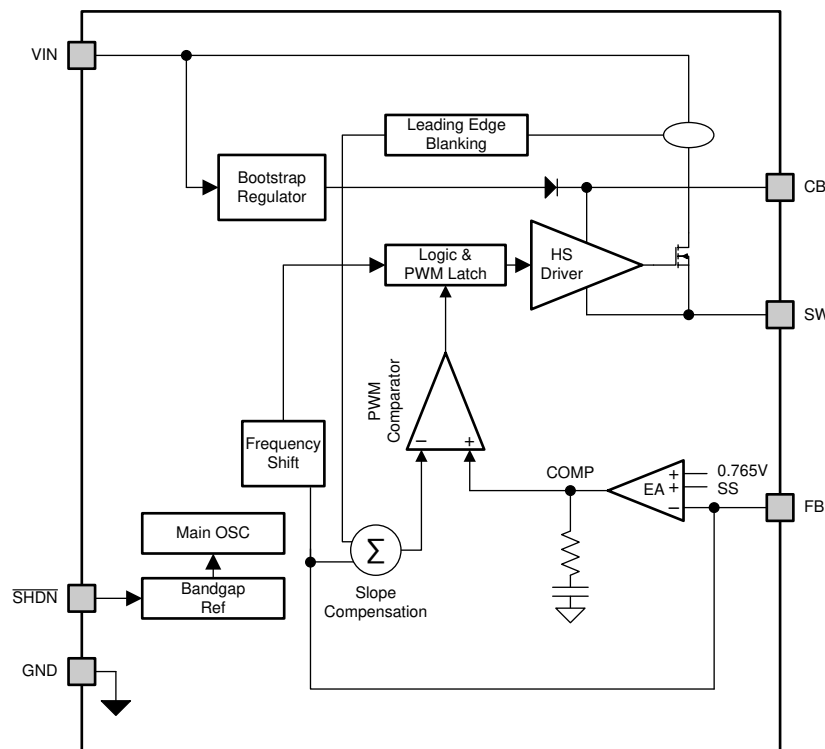 VIN
Leading Edge
Blanking
Bootstrap
Regulator
CB
Logic &
PWM Latch
HS
Driver
SW
PWM
Comparator
−
+
Frequency
Shift
COMP
EA
+
+
−
0.765V
SS
FB
Main OSC
Σ
SHDN
Bandgap
Ref
Slope
Compensation
GND